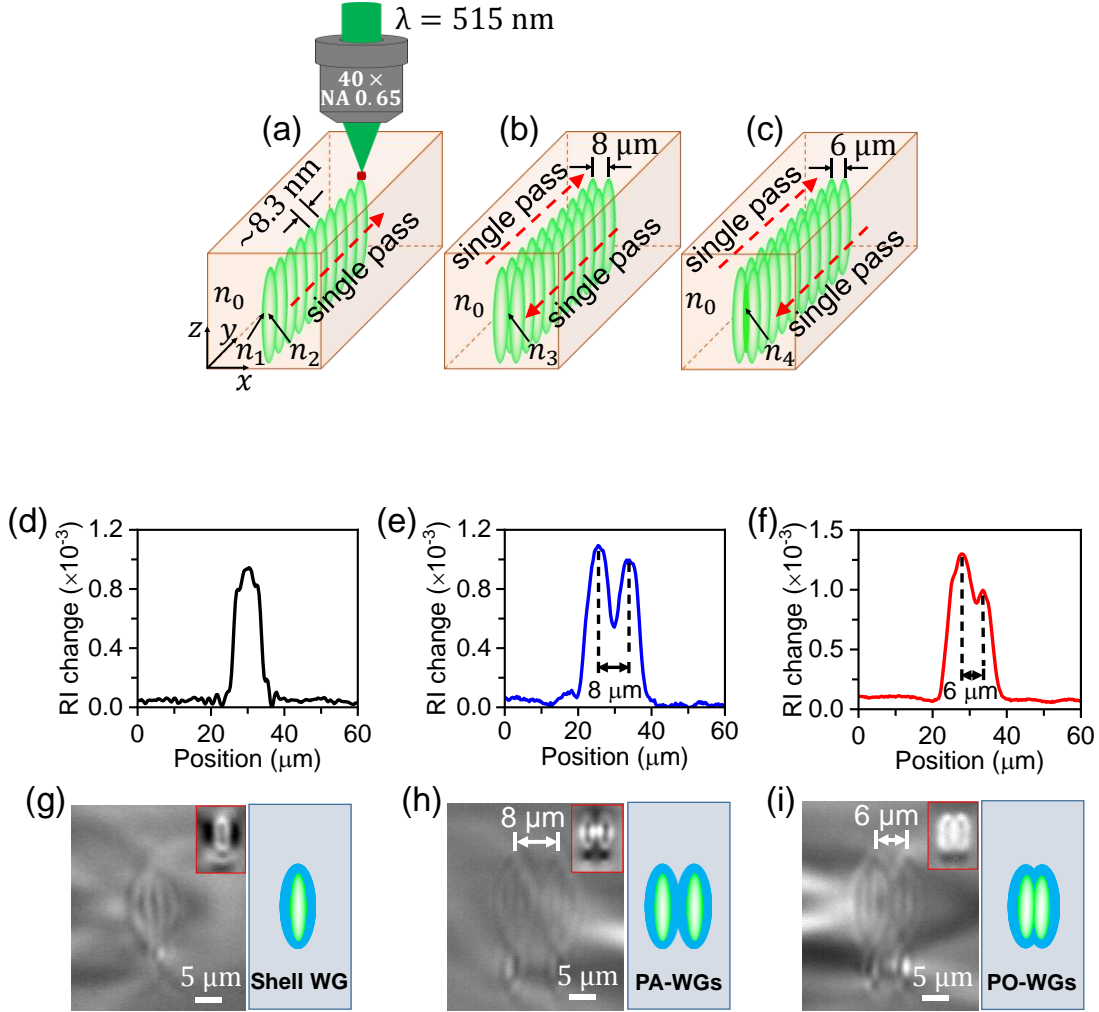 λ = 515 nm
40 ×
NA 0.65
(a)
~8.3 nm
single pass
n₀
n₁
n₂
z
y
x
(b)
8 μm
single pass
single pass
n₀
n₃
(c)
6 μm
single pass
single pass
n₀
n₄
(d)
RI change (×10⁻³)
1.2
0.8
0.4
0.0
0 20 40 60
Position (μm)
(e)
RI change (×10⁻³)
1.2
0.8
0.4
0.0
8 μm
0 20 40 60
Position (μm)
(f)
RI change (×10⁻³)
1.5
1.0
0.5
0.0
6 μm
0 20 40 60
Position (μm)
(g)
5 μm
Shell WG
(h)
8 μm
5 μm
PA-WGs
(i)
6 μm
5 μm
PO-WGs